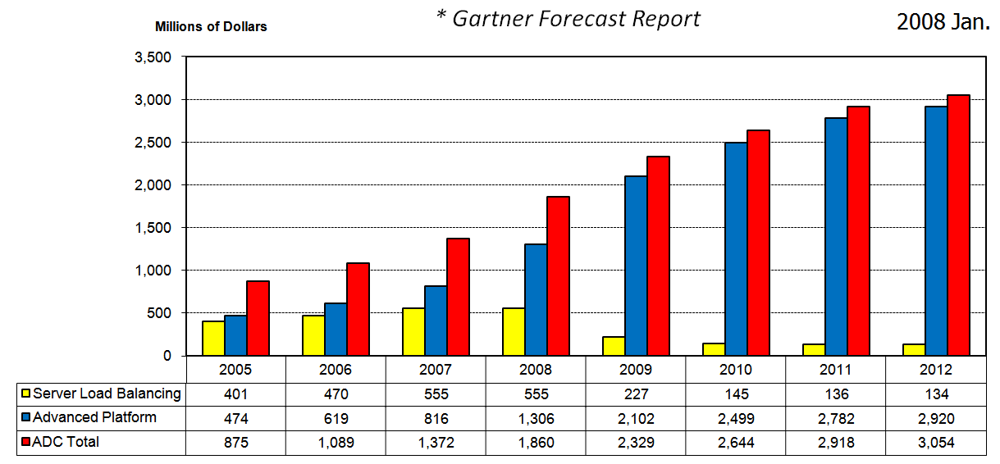 * Gartner Forecast Report
2008 Jan.
Millions of Dollars
3,500
3,000
2,500
2,000
1,500
1,000
500
0
2005 2006 2007 2008 2009 2010 2011 2012
Server Load Balancing 401 470 555 555 227 145 136 134
Advanced Platform 474 619 816 1,306 2,102 2,499 2,782 2,920
ADC Total 875 1,089 1,372 1,860 2,329 2,644 2,918 3,054